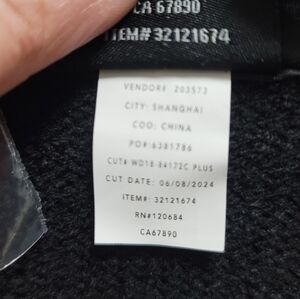 CA 67890
ITEM# 32121674
VENDOR# 203573
CITY: SHANGHAI
COO: CHINA
PO# 6381786
CUT# WD18-84172C PLUS
CUT DATE: 06/08/2024
ITEM#: 32121674
RN#120684
CA67890